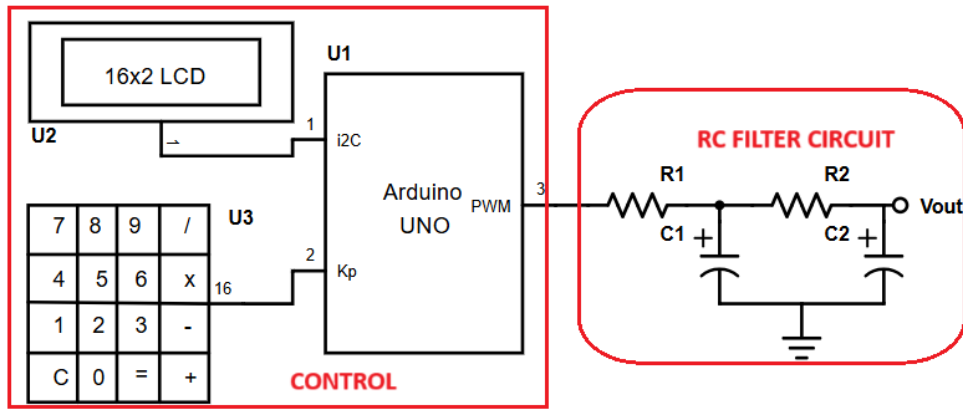 U1
16x2 LCD
U2
1
1
i2C
Arduino
UNO
PWM
3
2
Kp
U3
7 8 9 /
4 5 6 x
1 2 3 -
C 0 = +
16
CONTROL
RC FILTER CIRCUIT
R1
R2
C1 +
C2 +
Vout